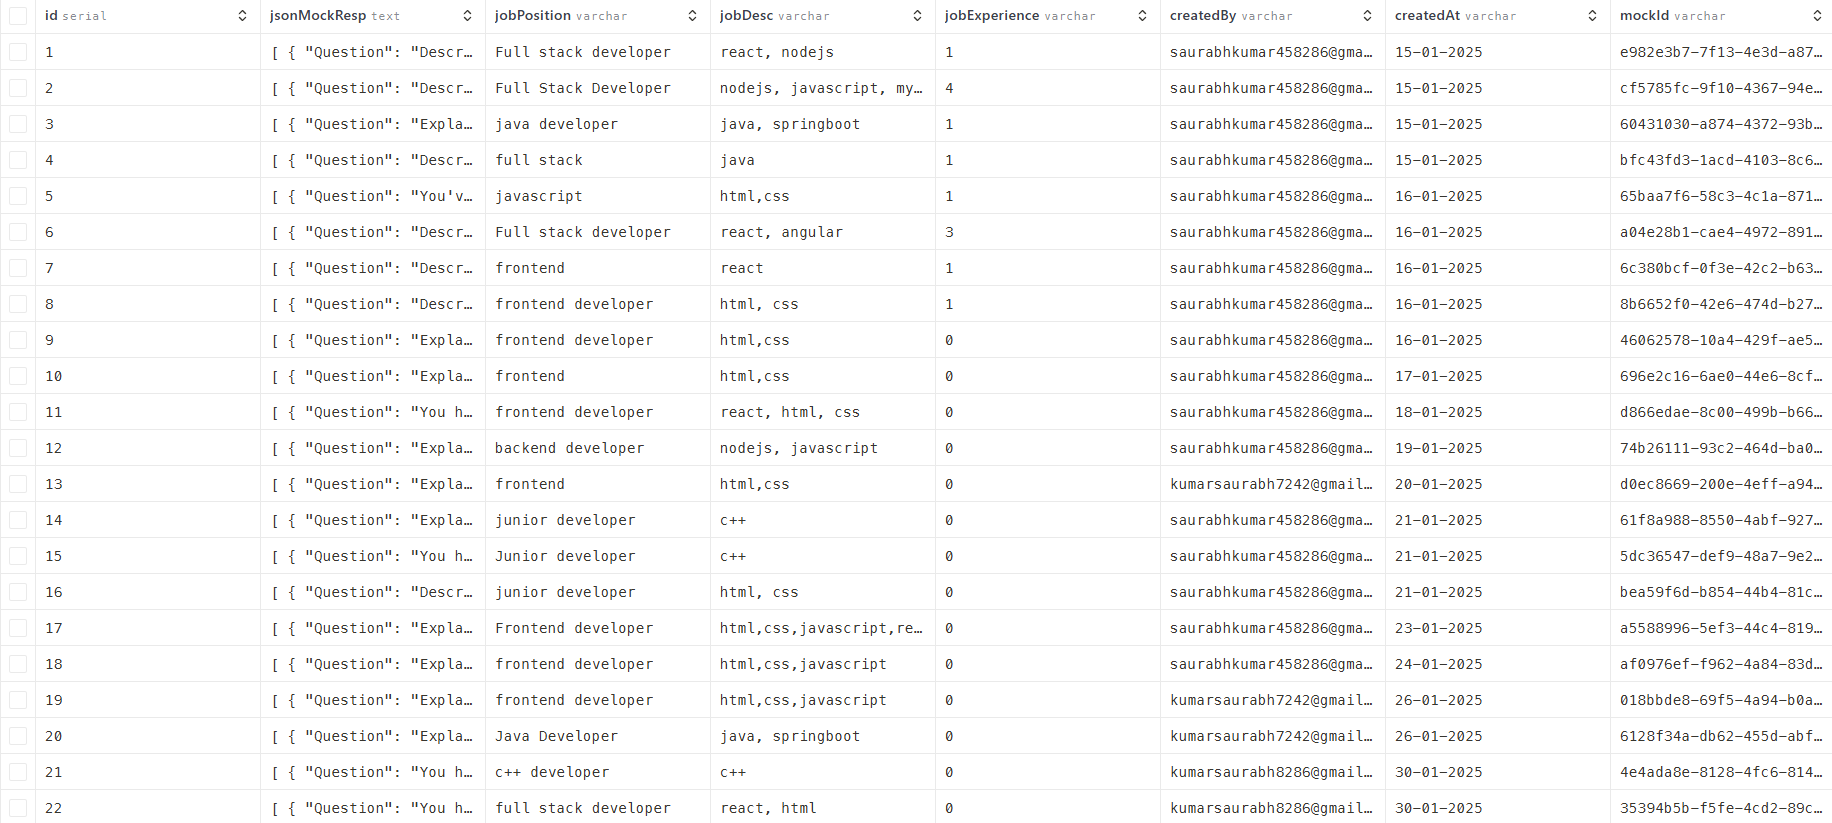 id serial jsonMockResp text jobPosition varchar jobDesc varchar jobExperience varchar createdBy varchar createdAt varchar mockId varchar
1 [ { "Question": "Descr… Full stack developer react, nodejs 1 saurabhkumar458286@gma… 15-01-2025 e982e3b7-7f13-4e3d-a87…
2 [ { "Question": "Descr… Full Stack Developer nodejs, javascript, my… 4 saurabhkumar458286@gma… 15-01-2025 cf5785fc-9f10-4367-94e…
3 [ { "Question": "Expla… java developer java, springboot 1 saurabhkumar458286@gma… 15-01-2025 60431030-a874-4372-93b…
4 [ { "Question": "Descr… full stack java 1 saurabhkumar458286@gma… 15-01-2025 bfc43fd3-1acd-4103-8c6…
5 [ { "Question": "You'v… javascript html,css 1 saurabhkumar458286@gma… 16-01-2025 65baa7f6-58c3-4c1a-871…
6 [ { "Question": "Descr… Full stack developer react, angular 3 saurabhkumar458286@gma… 16-01-2025 a04e28b1-cae4-4972-891…
7 [ { "Question": "Descr… frontend react 1 saurabhkumar458286@gma… 16-01-2025 6c380bcf-0f3e-42c2-b63…
8 [ { "Question": "Descr… frontend developer html, css 1 saurabhkumar458286@gma… 16-01-2025 8b6652f0-42e6-474d-b27…
9 [ { "Question": "Expla… frontend developer html,css 0 saurabhkumar458286@gma… 16-01-2025 46062578-10a4-429f-ae5…
10 [ { "Question": "Expla… frontend html,css 0 saurabhkumar458286@gma… 17-01-2025 696e2c16-6ae0-44e6-8cf…
11 [ { "Question": "You h… frontend developer react, html, css 0 saurabhkumar458286@gma… 18-01-2025 d866edae-8c00-499b-b66…
12 [ { "Question": "Expla… backend developer nodejs, javascript 0 saurabhkumar458286@gma… 19-01-2025 74b26111-93c2-464d-ba0…
13 [ { "Question": "Expla… frontend html,css 0 kumarsaurabh7242@gmail… 20-01-2025 d0ec8669-200e-4eff-a94…
14 [ { "Question": "Expla… junior developer c++ 0 saurabhkumar458286@gma… 21-01-2025 61f8a988-8550-4abf-927…
15 [ { "Question": "You h… Junior developer c++ 0 saurabhkumar458286@gma… 21-01-2025 5dc36547-def9-48a7-9e2…
16 [ { "Question": "Descr… junior developer html, css 0 saurabhkumar458286@gma… 21-01-2025 bea59f6d-b854-44b4-81c…
17 [ { "Question": "Expla… Frontend developer html,css,javascript,re… 0 saurabhkumar458286@gma… 23-01-2025 a5588996-5ef3-44c4-819…
18 [ { "Question": "Expla… frontend developer html,css,javascript 0 saurabhkumar458286@gma… 24-01-2025 af0976ef-f962-4a84-83d…
19 [ { "Question": "Expla… frontend developer html,css,javascript 0 kumarsaurabh7242@gmail… 26-01-2025 018bbde8-69f5-4a94-b0a…
20 [ { "Question": "Expla… Java Developer java, springboot 0 kumarsaurabh7242@gmail… 26-01-2025 6128f34a-db62-455d-abf…
21 [ { "Question": "You h… c++ developer c++ 0 kumarsaurabh8286@gmail… 30-01-2025 4e4ada8e-8128-4fc6-814…
22 [ { "Question": "You h… full stack developer react, html 0 kumarsaurabh8286@gmail… 30-01-2025 35394b5b-f5fe-4cd2-89c…